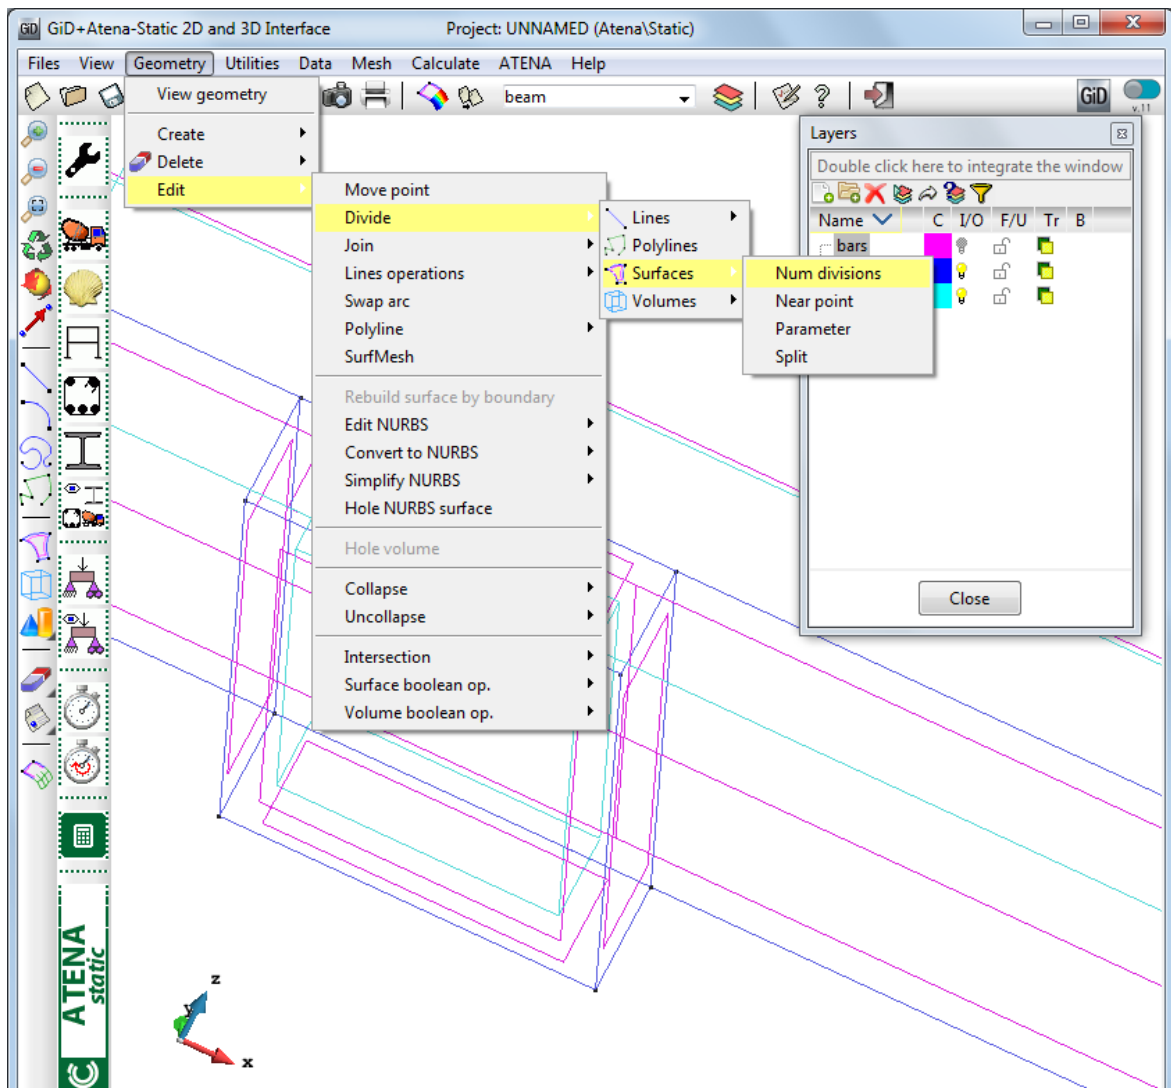 GiD GiD+Atena-Static 2D and 3D Interface Project: UNNAMED (Atena\Static)
Files View Geometry Utilities Data Mesh Calculate ATENA Help
beam GiD v.11
View geometry
Create
Delete
Edit
Move point
Divide
Join
Lines operations
Swap arc
Polyline
SurfMesh
Rebuild surface by boundary
Edit NURBS
Convert to NURBS
Simplify NURBS
Hole NURBS surface
Hole volume
Collapse
Uncollapse
Intersection
Surface boolean op.
Volume boolean op.
Lines
Polylines
Surfaces
Volumes
Num divisions
Near point
Parameter
Split
Layers
Double click here to integrate the window
Name C I/O F/U Tr B
bars
Close
ATENA
static
z
y
x